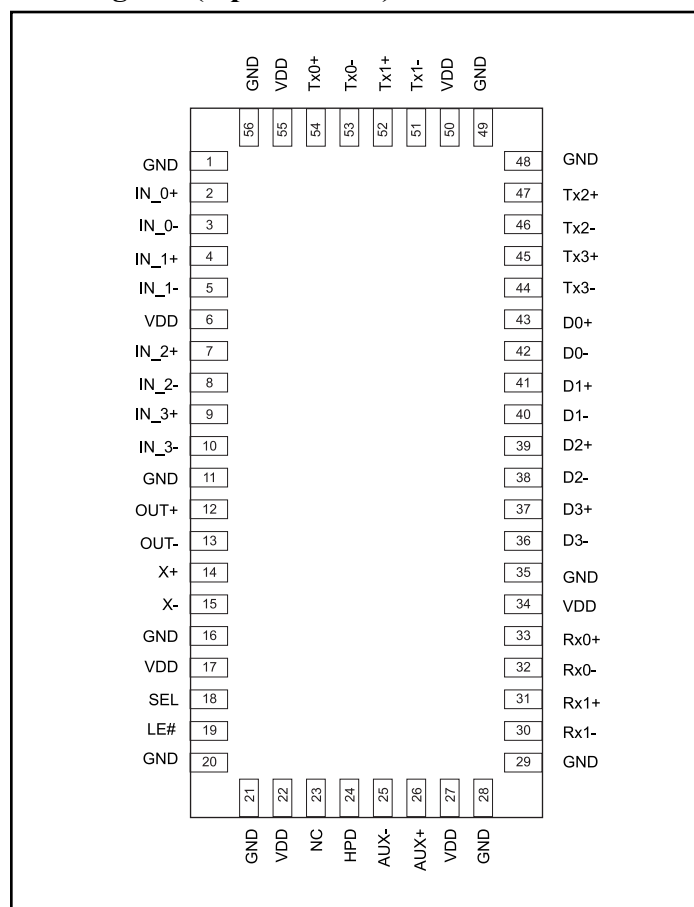 GND VDD Tx0+ Tx0- Tx1+ Tx1- VDD GND
56 55 54 53 52 51 50 49
GND 1 48 GND
IN_0+ 2 47 Tx2+
IN_0- 3 46 Tx2-
IN_1+ 4 45 Tx3+
IN_1- 5 44 Tx3-
VDD 6 43 D0+
IN_2+ 7 42 D0-
IN_2- 8 41 D1+
IN_3+ 9 40 D1-
IN_3- 10 39 D2+
GND 11 38 D2-
OUT+ 12 37 D3+
OUT- 13 36 D3-
X+ 14 35 GND
X- 15 34 VDD
GND 16 33 Rx0+
VDD 17 32 Rx0-
SEL 18 31 Rx1+
LE# 19 30 Rx1-
GND 20 29 GND
21 22 23 24 25 26 27 28
GND VDD NC HPD AUX- AUX+ VDD GND